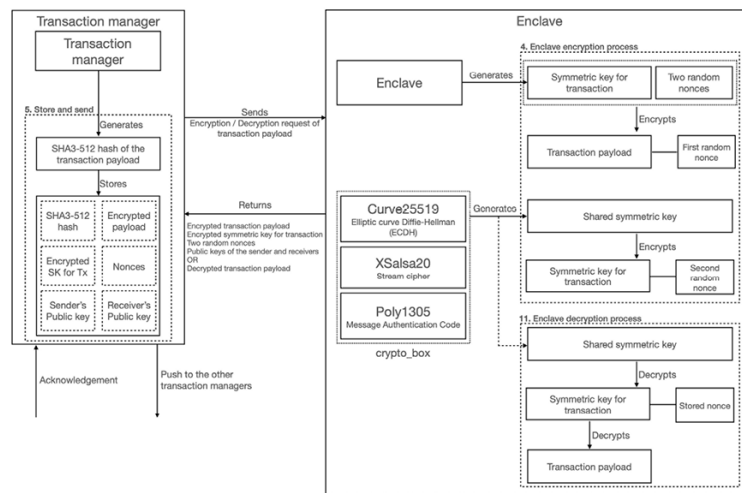 Transaction manager
Transaction
manager
5. Store and send
Generates
SHA3-512 hash of the
transaction payload
Stores
SHA3-512
hash
Encrypted
payload
Encrypted
SK for Tx
Nonces
Sender's
Public key
Receiver's
Public key
Acknowledgement
Push to the other
transaction managers
Sends
Encryption / Decryption request of
transaction payload
Returns
Encrypted transaction payload
Encrypted symmetric key for transaction
Two random nonces
Public keys of the sender and receivers
OR
Decrypted transaction payload
Enclave
Enclave
Generates
4. Enclave encryption process
Symmetric key for
transaction
Two random
nonces
Encrypts
Transaction payload
First random
nonce
Curve25519
Elliptic curve Diffie-Hellman
(ECDH)
XSalsa20
Stream cipher
Poly1305
Message Authentication Code
crypto_box
Generates
Shared symmetric key
Encrypts
Symmetric key for
transaction
Second
random
nonce
11. Enclave decryption process
Shared symmetric key
Decrypts
Symmetric key for
transaction
Stored nonce
Decrypts
Transaction payload